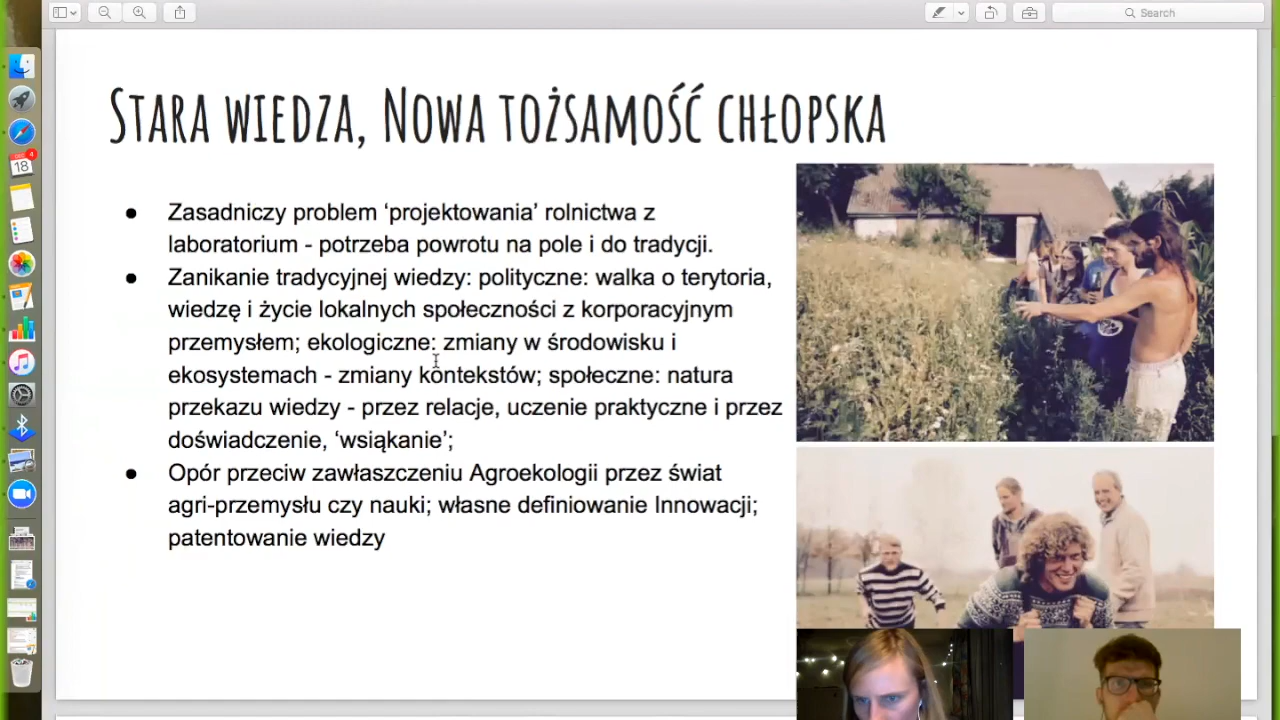 Search
4
18
Stara wiedza, Nowa tożsamość chłopska
● Zasadniczy problem ‘projektowania’ rolnictwa z
laboratorium - potrzeba powrotu na pole i do tradycji.
● Zanikanie tradycyjnej wiedzy: polityczne: walka o terytoria,
wiedzę i życie lokalnych społeczności z korporacyjnym
przemysłem; ekologiczne: zmiany w środowisku i
ekosystemach - zmiany kontekstów; społeczne: natura
przekazu wiedzy - przez relacje, uczenie praktyczne i przez
doświadczenie, ‘wsiąkanie’;
● Opór przeciw zawłaszczeniu Agroekologii przez świat
agri-przemysłu czy nauki; własne definiowanie Innowacji;
patentowanie wiedzy